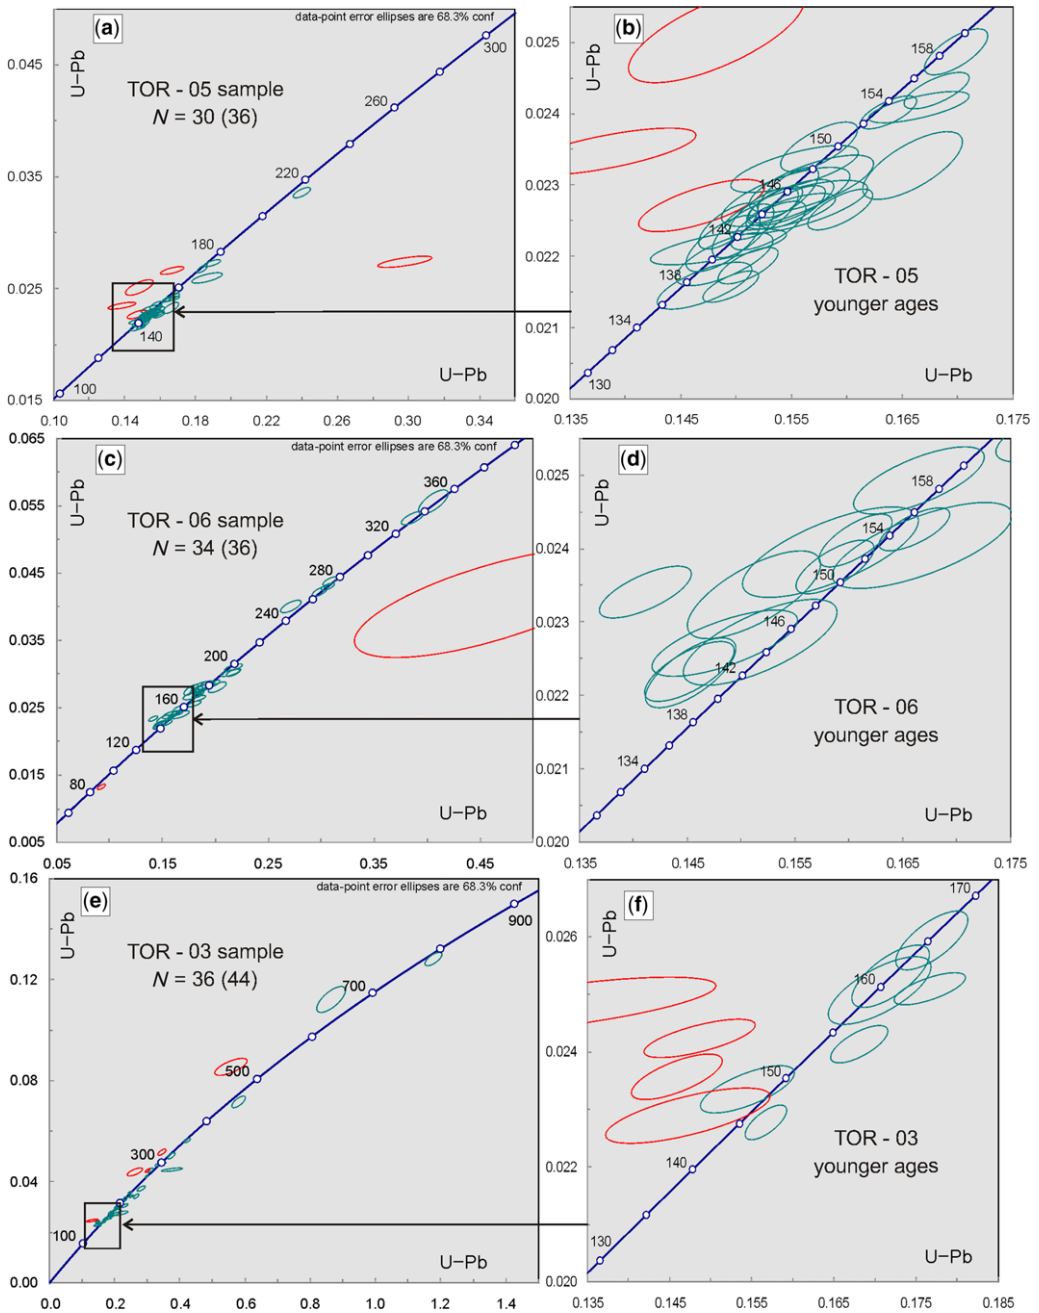 (a)
data-point error ellipses are 68.3% conf
U–Pb
TOR - 05 sample
N = 30 (36)
300
260
220
180
140
100
U–Pb
0.045
0.035
0.025
0.015
0.10 0.14 0.18 0.22 0.26 0.30 0.34
(b)
U–Pb
158
154
150
146
142
138
134
130
TOR - 05
younger ages
U–Pb
0.025
0.024
0.023
0.022
0.021
0.020
0.135 0.145 0.155 0.165 0.175
(c)
data-point error ellipses are 68.3% conf
U–Pb
TOR - 06 sample
N = 34 (36)
360
320
280
240
200
160
120
80
U–Pb
0.065
0.055
0.045
0.035
0.025
0.015
0.005
0.05 0.15 0.25 0.35 0.45
(d)
U–Pb
158
154
150
146
142
138
134
TOR - 06
younger ages
U–Pb
0.025
0.024
0.023
0.022
0.021
0.020
0.135 0.145 0.155 0.165 0.175
(e)
data-point error ellipses are 68.3% conf
U–Pb
TOR - 03 sample
N = 36 (44)
900
700
500
300
100
U–Pb
0.16
0.12
0.08
0.04
0.00
0.0 0.2 0.4 0.6 0.8 1.0 1.2 1.4
(f)
U–Pb
170
160
150
140
130
TOR - 03
younger ages
U–Pb
0.026
0.024
0.022
0.020
0.135 0.145 0.155 0.165 0.175 0.185